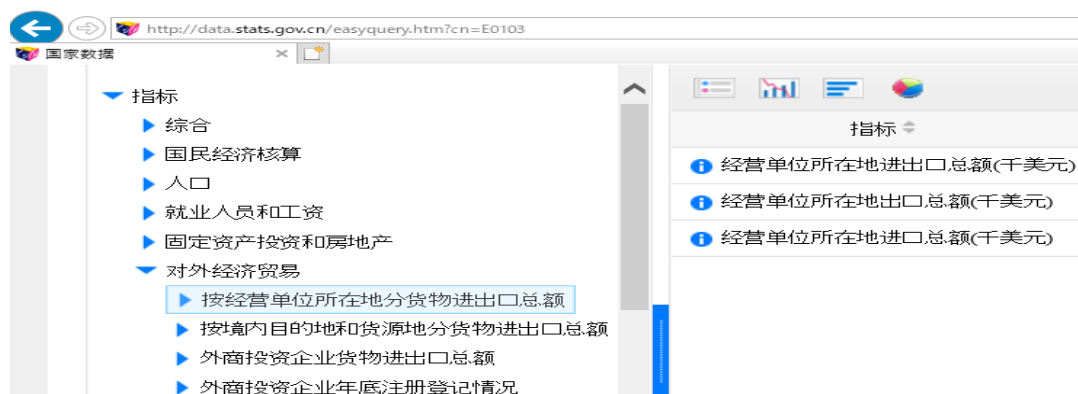 http://data.stats.gov.cn/easyquery.htm?cn=E0103
国家数据
指标
综合
国民经济核算
人口
就业人员和工资
固定资产投资和房地产
对外经济贸易
按经营单位所在地分货物进出口总额
按境内目的地和货源地分货物进出口总额
外商投资企业货物进出口总额
外商投资企业年底注册登记情况
指标
经营单位所在地进出口总额(千美元)
经营单位所在地出口总额(千美元)
经营单位所在地进口总额(千美元)